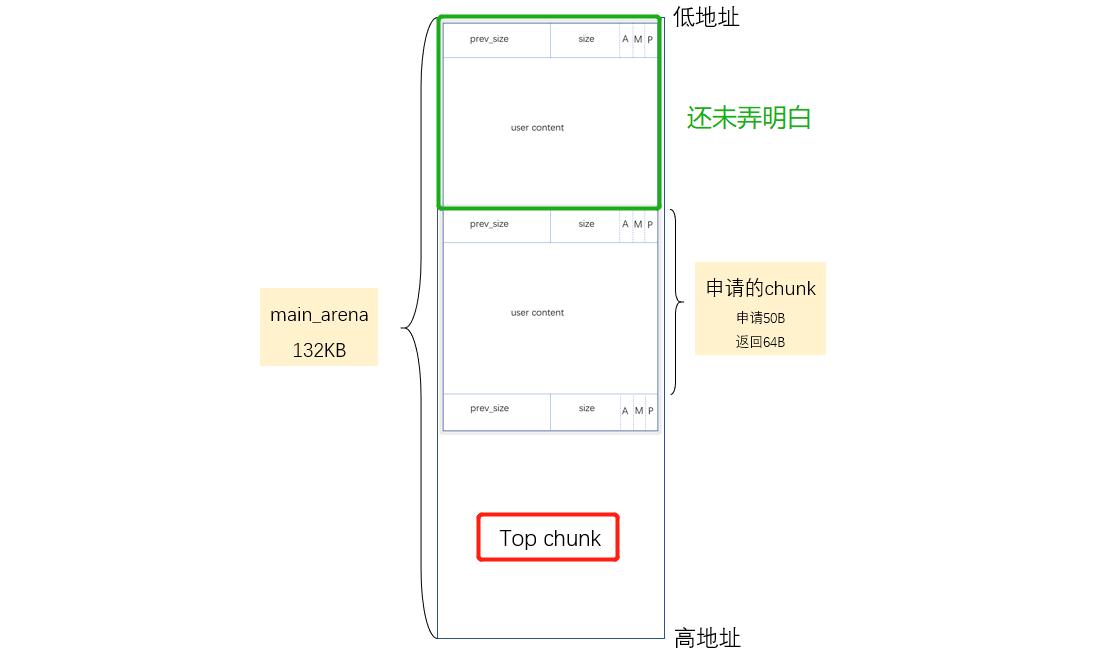 低地址
prev_size size A M P
还未弄明白
user content
prev_size size A M P
申请的chunk
申请50B
返回64B
main_arena
132KB
user content
prev_size size A M P
Top chunk
高地址